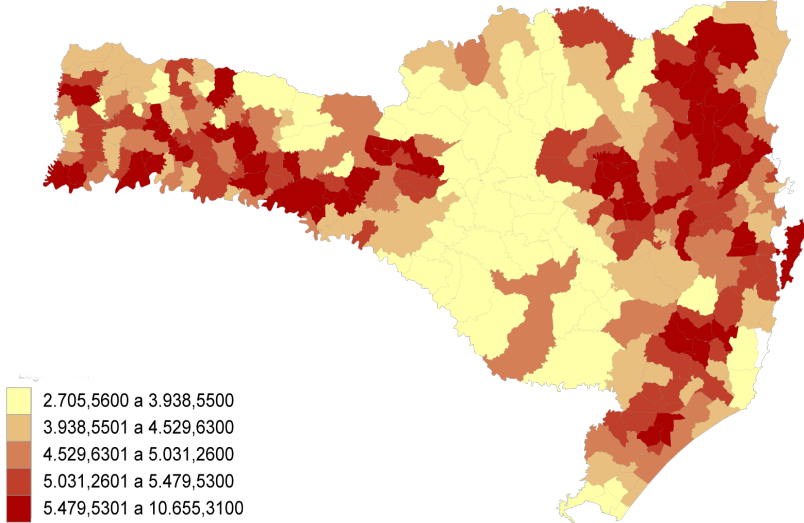 2.705,5600 a 3.938,5500
3.938,5501 a 4.529,6300
4.529,6301 a 5.031,2600
5.031,2601 a 5.479,5300
5.479,5301 a 10.655,3100